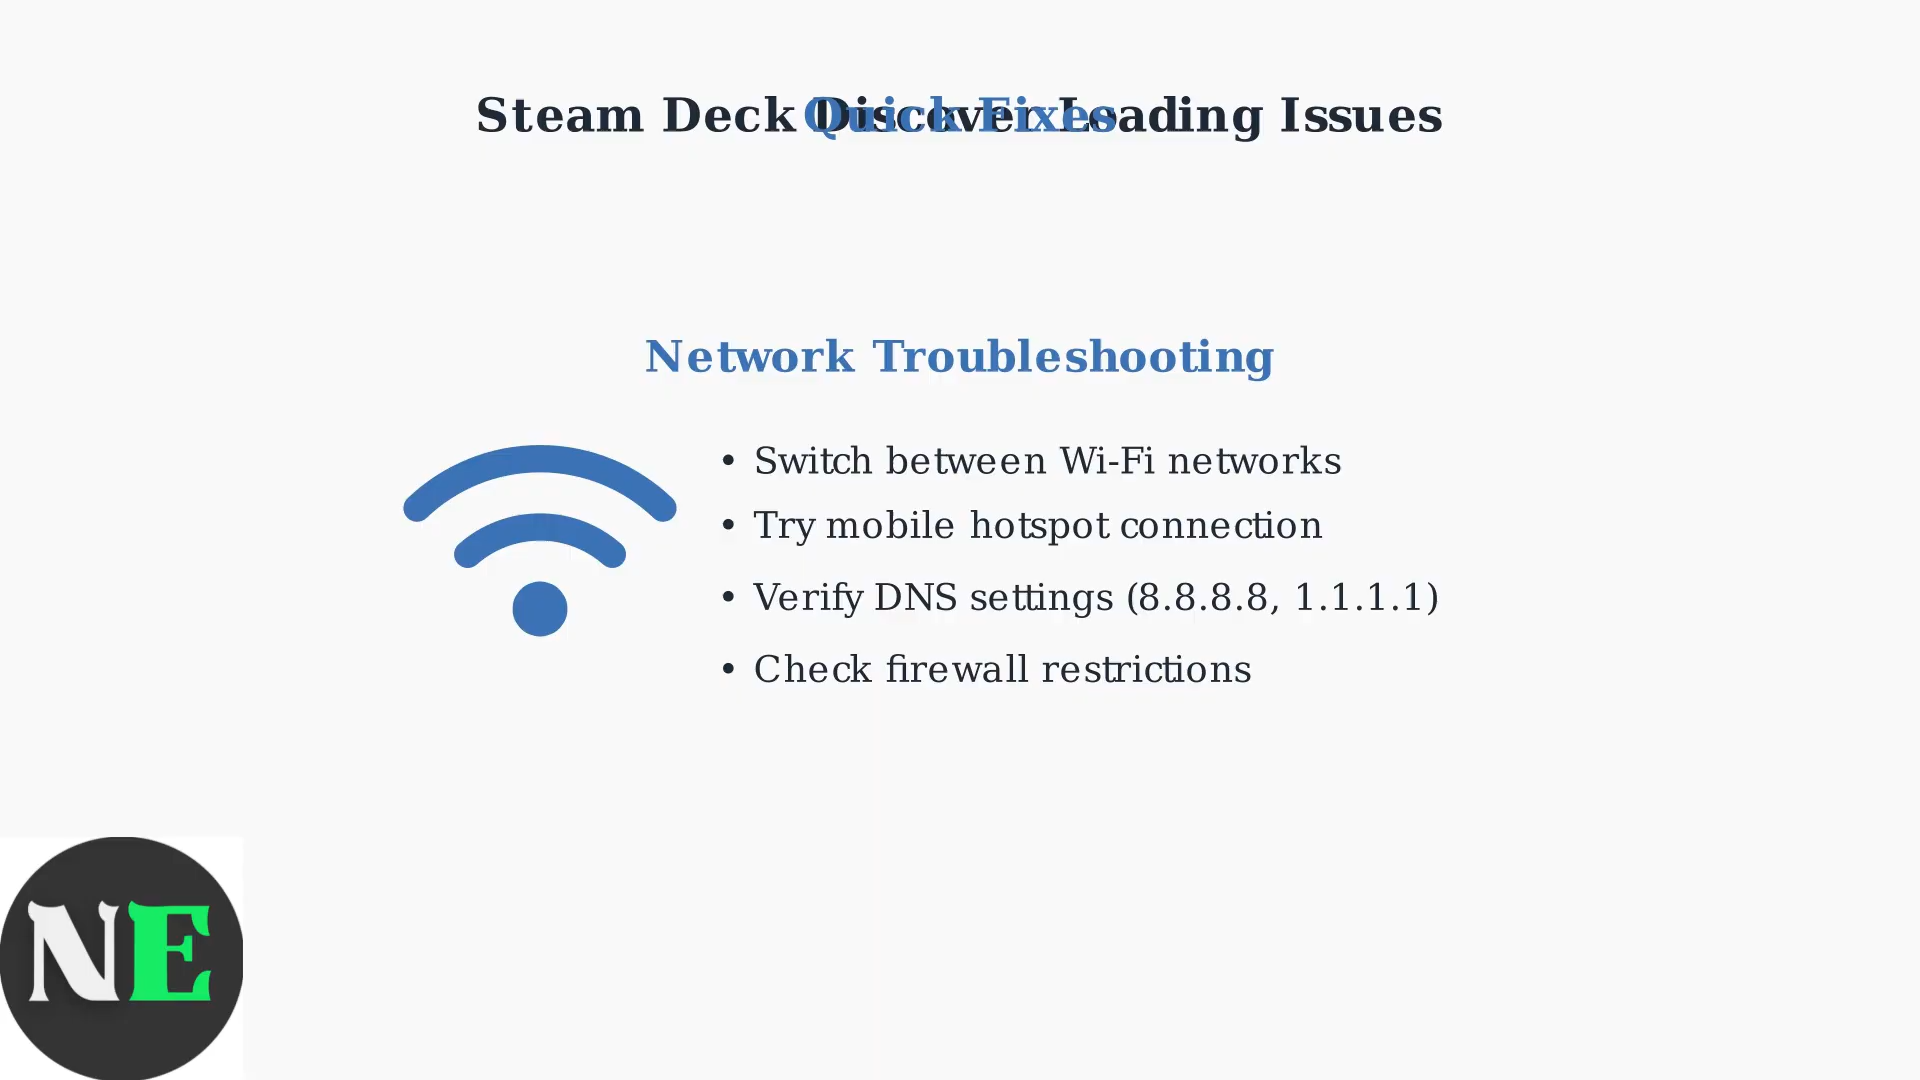 Steam Deck Discover Loading Issues
Quick Fixes
Network Troubleshooting
• Switch between Wi-Fi networks
• Try mobile hotspot connection
• Verify DNS settings (8.8.8.8, 1.1.1.1)
• Check firewall restrictions
NE